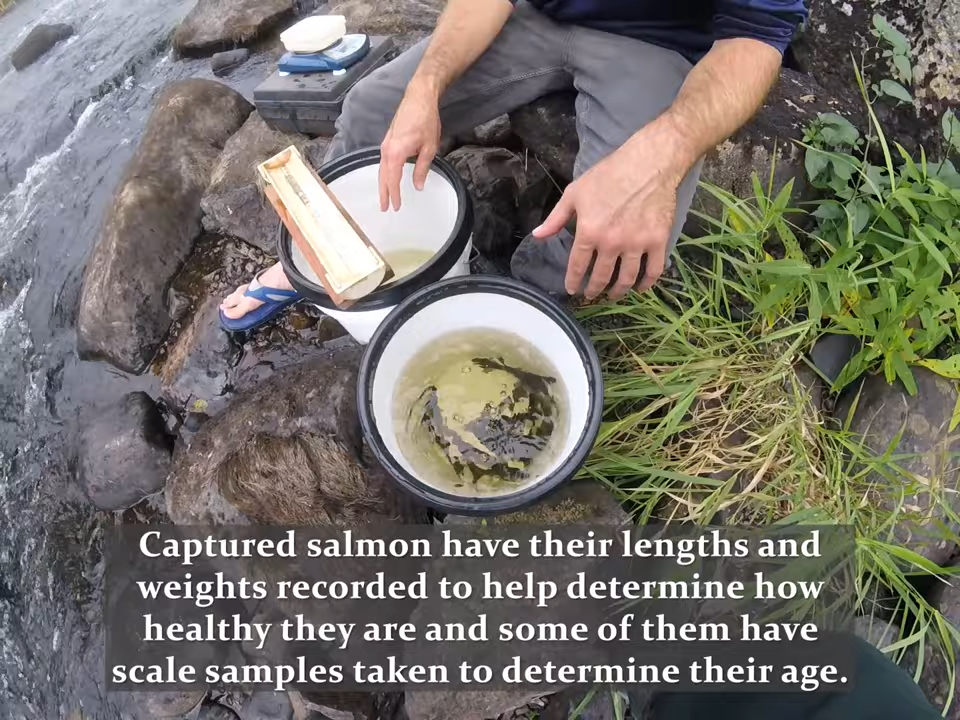 Captured salmon have their lengths and
weights recorded to help determine how
healthy they are and some of them have
scale samples taken to determine their age.